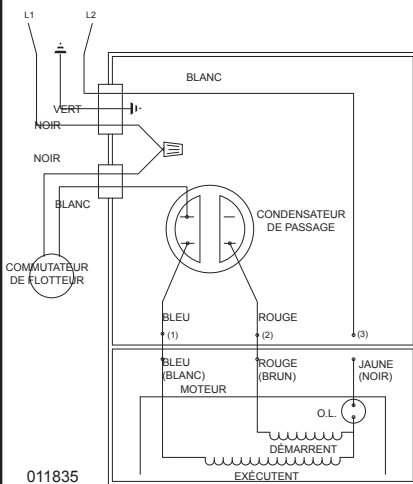 L1
L2
BLANC
VERT
NOIR
NOIR
BLANC
CONDENSATEUR
DE PASSAGE
COMMUTATEUR
DE FLOTTEUR
BLEU
ROUGE
(1)
(2)
(3)
BLEU
(BLANC)
ROUGE
(BRUN)
JAUNE
(NOIR)
MOTEUR
O.L.
DÉMARRENT
EXÉCUTENT
011835